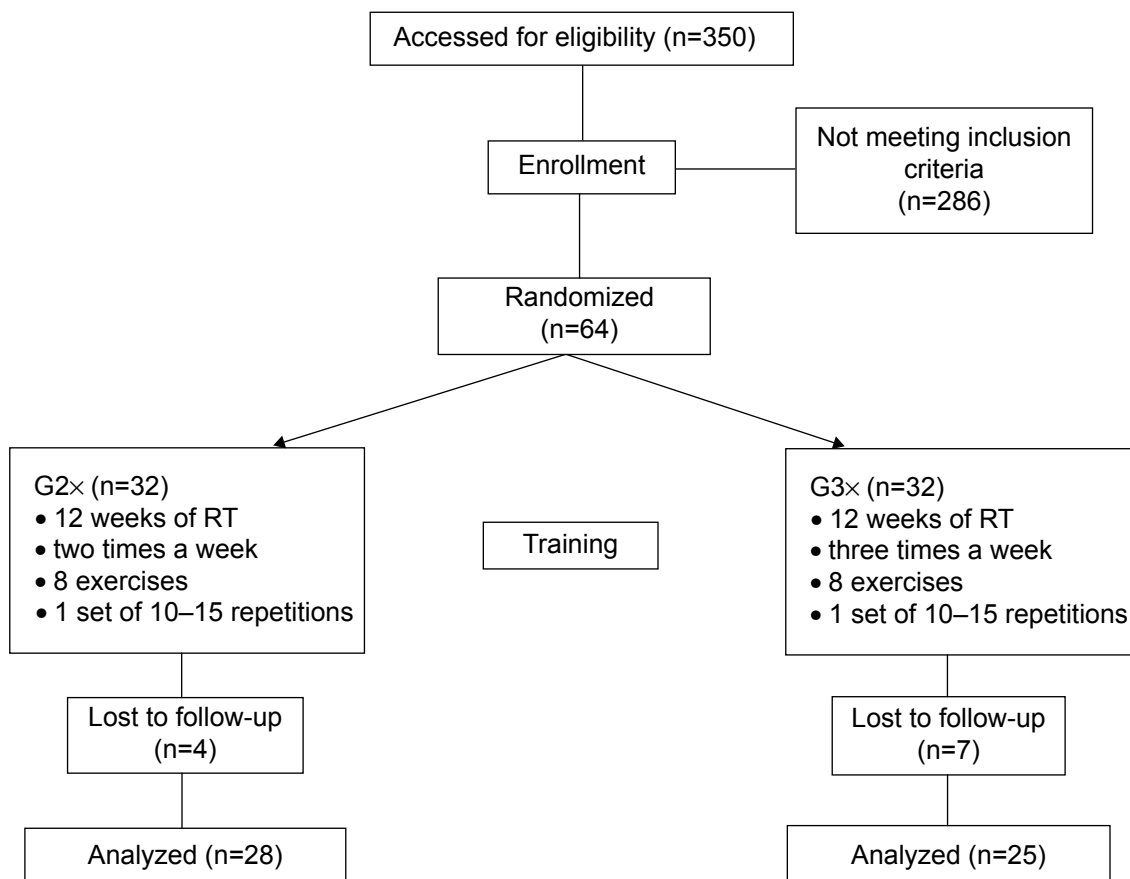 Accessed for eligibility (n=350)
Enrollment
Not meeting inclusion
criteria
(n=286)
Randomized
(n=64)
G2× (n=32)
• 12 weeks of RT
• two times a week
• 8 exercises
• 1 set of 10–15 repetitions
Training
G3× (n=32)
• 12 weeks of RT
• three times a week
• 8 exercises
• 1 set of 10–15 repetitions
Lost to follow-up
(n=4)
Lost to follow-up
(n=7)
Analyzed (n=28)
Analyzed (n=25)